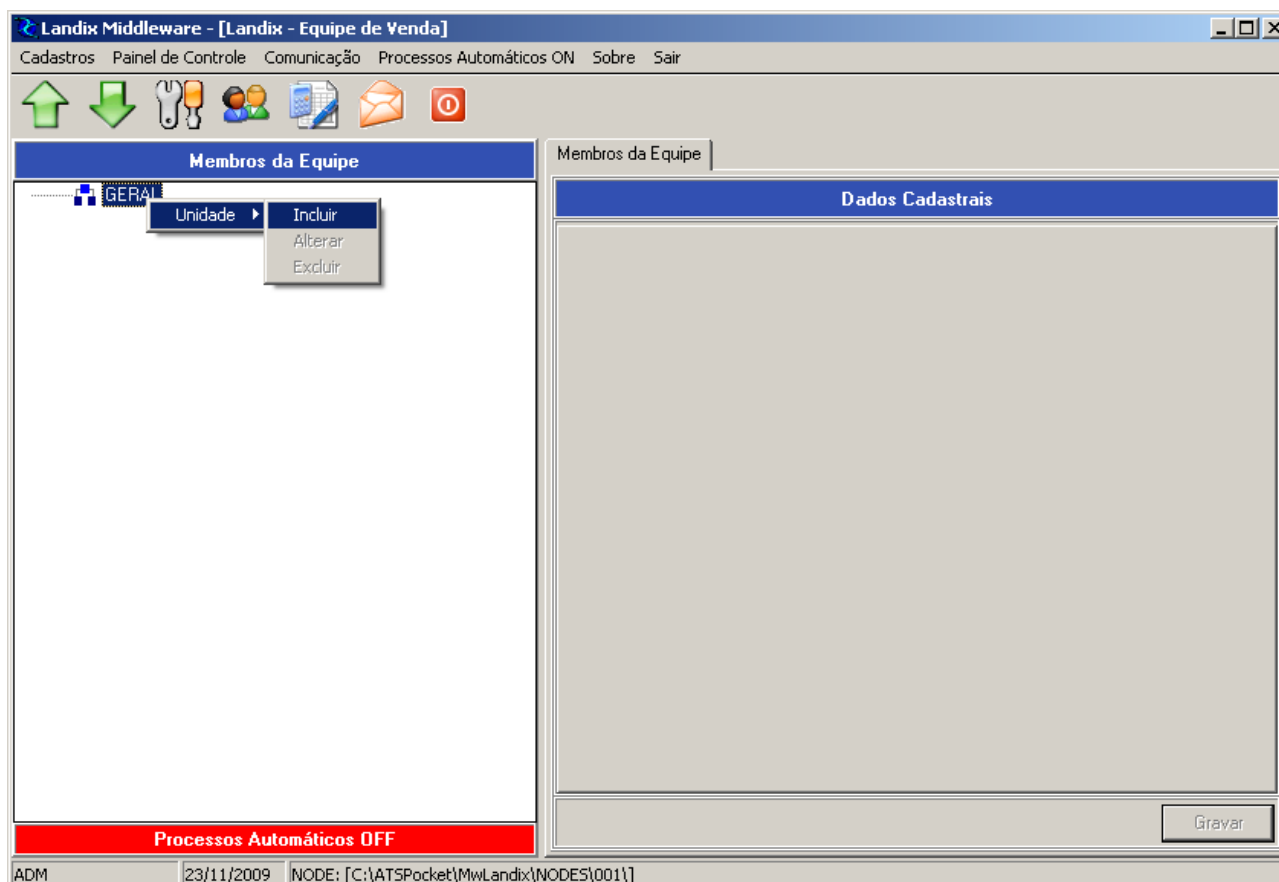 Landix Middleware - [Landix - Equipe de Venda]
Cadastros Painel de Controle Comunicação Processos Automáticos ON Sobre Sair
Membros da Equipe
Membros da Equipe
GERAL
Dados Cadastrais
Unidade Incluir
Alterar
Excluir
Gravar
Processos Automáticos OFF
ADM 23/11/2009 NODE: [C:\ATSPocket\MwLandix\NODES\001\]